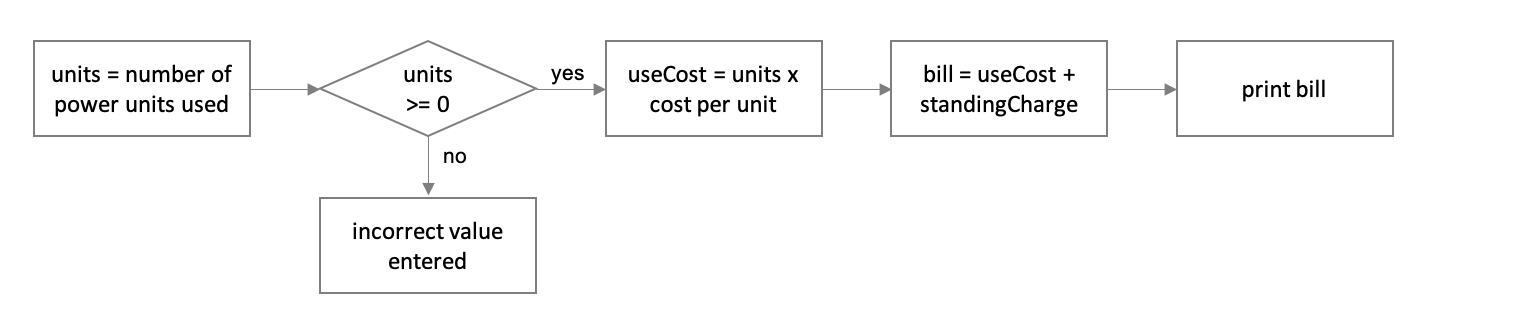 units = number of
power units used
units
>= 0
yes
useCost = units x
cost per unit
bill = useCost +
standingCharge
print bill
no
incorrect value
entered